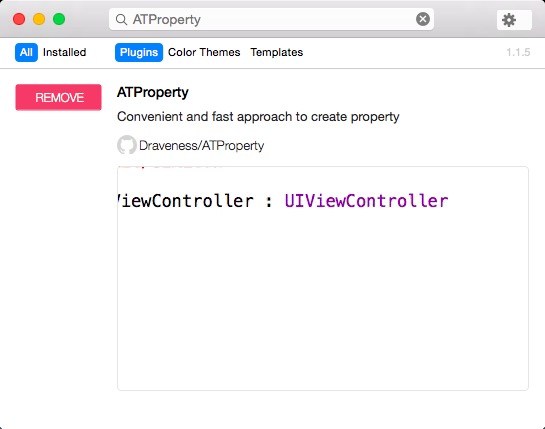 ATProperty
All Installed Plugins Color Themes Templates 1.1.5
REMOVE
ATProperty
Convenient and fast approach to create property
Draveness/ATProperty
ViewController : UIViewController